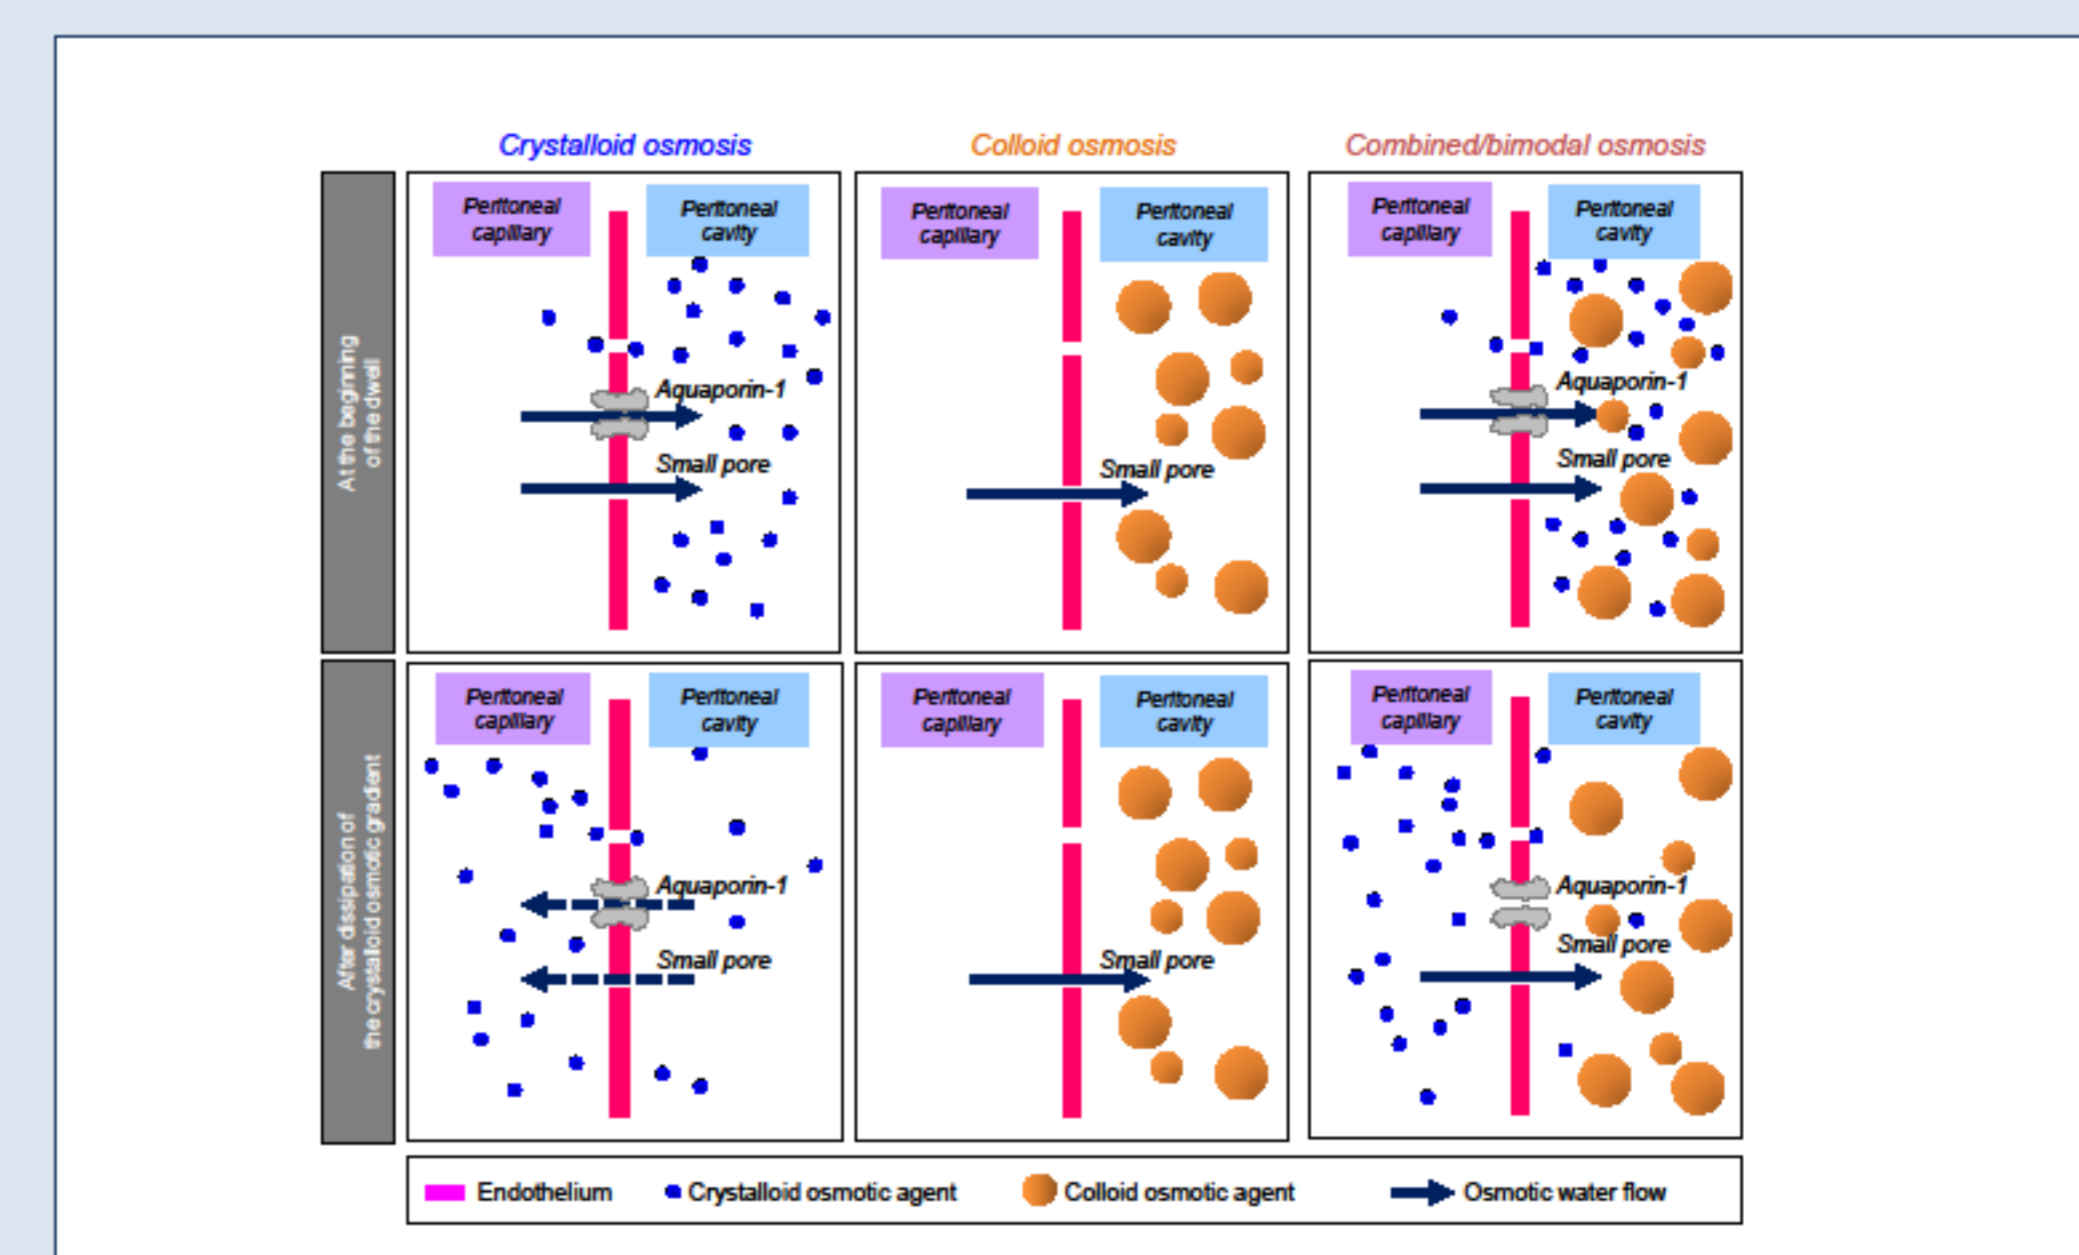 Crystalloid osmosis
Colloid osmosis
Combined/bimodal osmosis
At the beginning
of the dwell
Peritoneal
capillary
Peritoneal
cavity
Aquaporin-1
Small pore
Peritoneal
capillary
Peritoneal
cavity
Small pore
Peritoneal
capillary
Peritoneal
cavity
Aquaporin-1
Small pore
After dissipation of
the crystalloid osmotic gradient
Peritoneal
capillary
Peritoneal
cavity
Aquaporin-1
Small pore
Peritoneal
capillary
Peritoneal
cavity
Small pore
Peritoneal
capillary
Peritoneal
cavity
Aquaporin-1
Small pore
Endothelium
Crystalloid osmotic agent
Colloid osmotic agent
Osmotic water flow